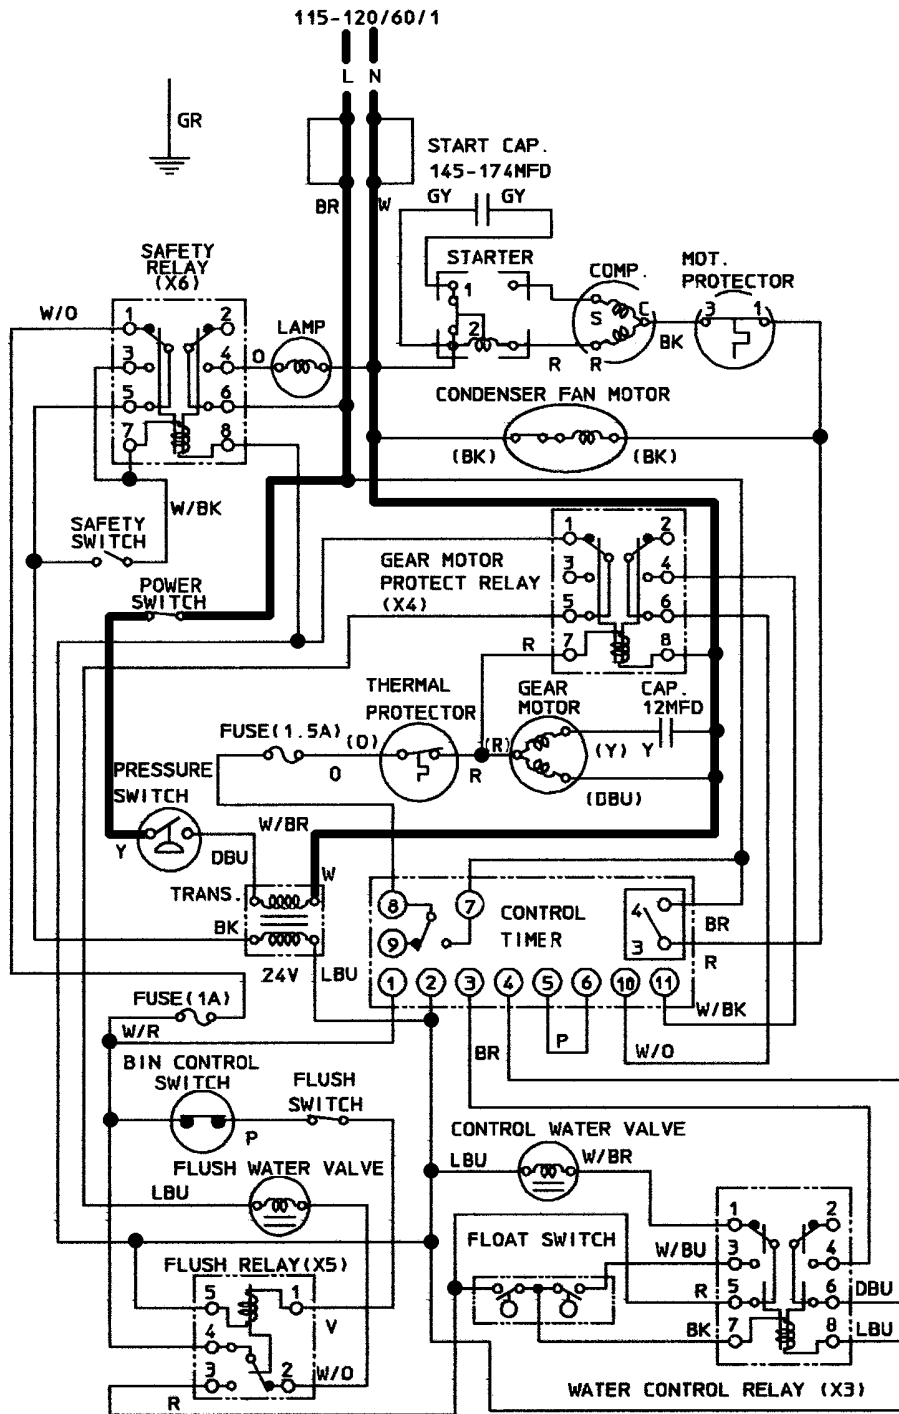 115-120/60/1
L N
GR
START CAP.
145-174MFD
GY GY
BR W
SAFETY
RELAY
(X6)
STARTER
COMP.
MOT.
PROTECTOR
W/O
1 2
3 4
5 6
7 8
LAMP
O
1
2
S C
R R
BK
3 1
CONDENSER FAN MOTOR
(BK) (BK)
W/BK
SAFETY
SWITCH
POWER
SWITCH
GEAR MOTOR
PROTECT RELAY
(X4)
1 2
3 4
5 6
7 8
R
THERMAL
PROTECTOR
GEAR
MOTOR
CAP.
12MFD
FUSE(1.5A)
(O)
O
R
(R)
(Y) Y
(DBU)
PRESSURE
SWITCH
Y
W/BR
DBU
W
TRANS.
BK
24V
LBU
8 7
9
CONTROL
TIMER
4
3
BR
R
1 2 3 4 5 6 10 11
W/BK
W/O
P
BR
FUSE(1A)
W/R
BIN CONTROL
SWITCH
FLUSH
SWITCH
P
CONTROL WATER VALVE
LBU W/BR
FLUSH WATER VALVE
LBU
FLOAT SWITCH
W/BU
R
BK
1 2
3 4
5 6
7 8
DBU
LBU
FLUSH RELAY(X5)
5 1
4
3 2
V
W/O
R
WATER CONTROL RELAY (X3)